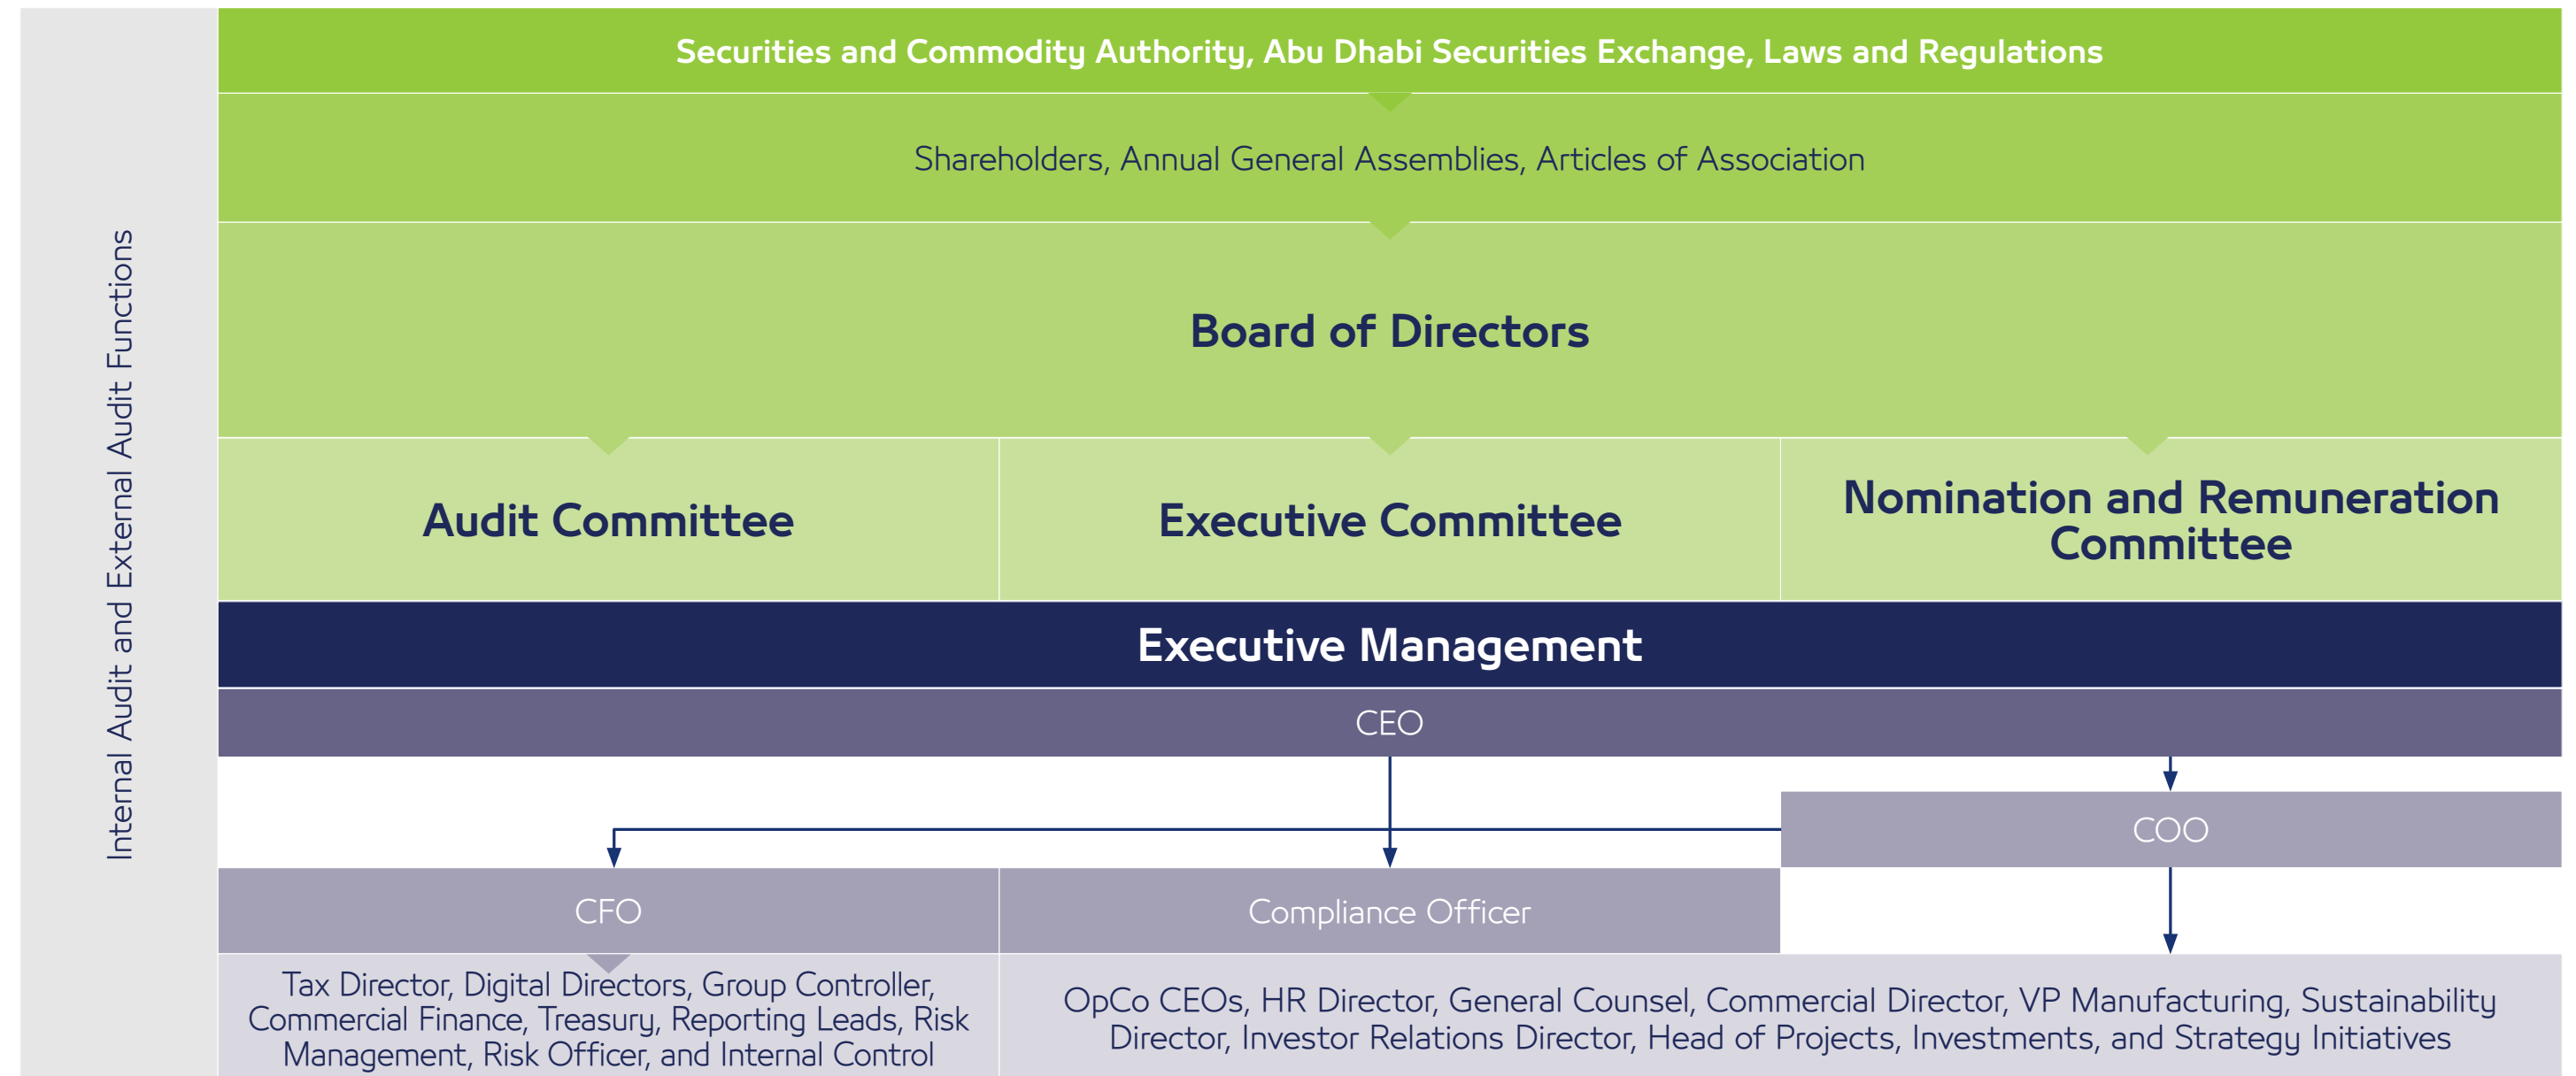 Internal Audit and External Audit Functions
Securities and Commodity Authority, Abu Dhabi Securities Exchange, Laws and Regulations
Shareholders, Annual General Assemblies, Articles of Association
Board of Directors
Audit Committee
Executive Committee
Nomination and Remuneration
Committee
Executive Management
CEO
COO
CFO
Compliance Officer
Tax Director, Digital Directors, Group Controller,
Commercial Finance, Treasury, Reporting Leads, Risk
Management, Risk Officer, and Internal Control
OpCo CEOs, HR Director, General Counsel, Commercial Director, VP Manufacturing, Sustainability
Director, Investor Relations Director, Head of Projects, Investments, and Strategy Initiatives